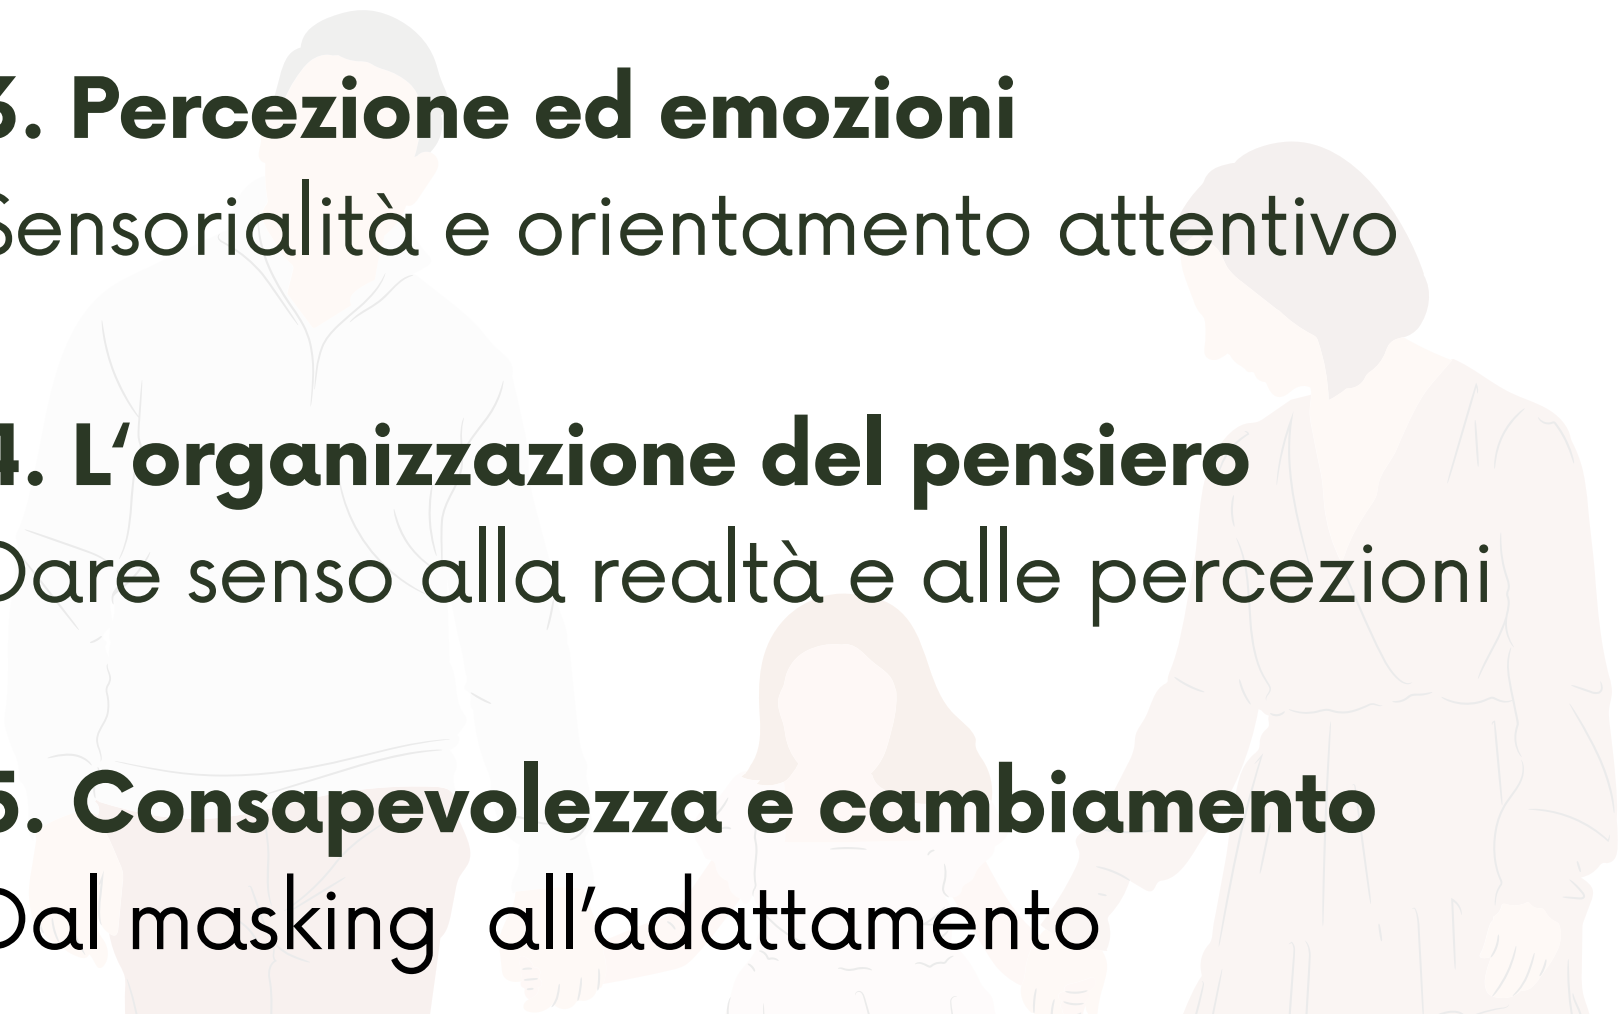 3. Percezione ed emozioni
Sensorialità e orientamento attentivo
4. L‘organizzazione del pensiero
Dare senso alla realtà e alle percezioni
5. Consapevolezza e cambiamento
Dal masking  all’adattamento